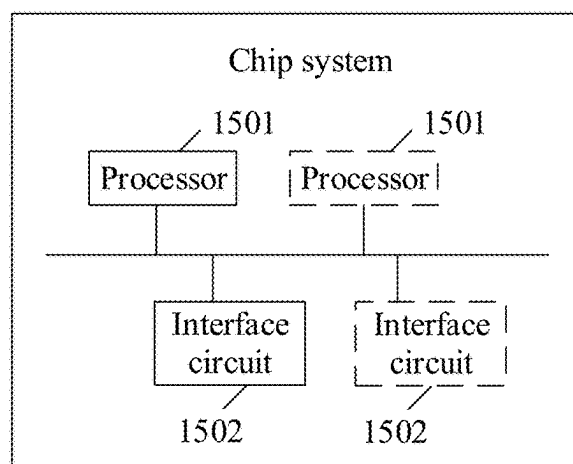 Chip system
1501 1501
Processor Processor
Interface circuit Interface circuit
1502 1502